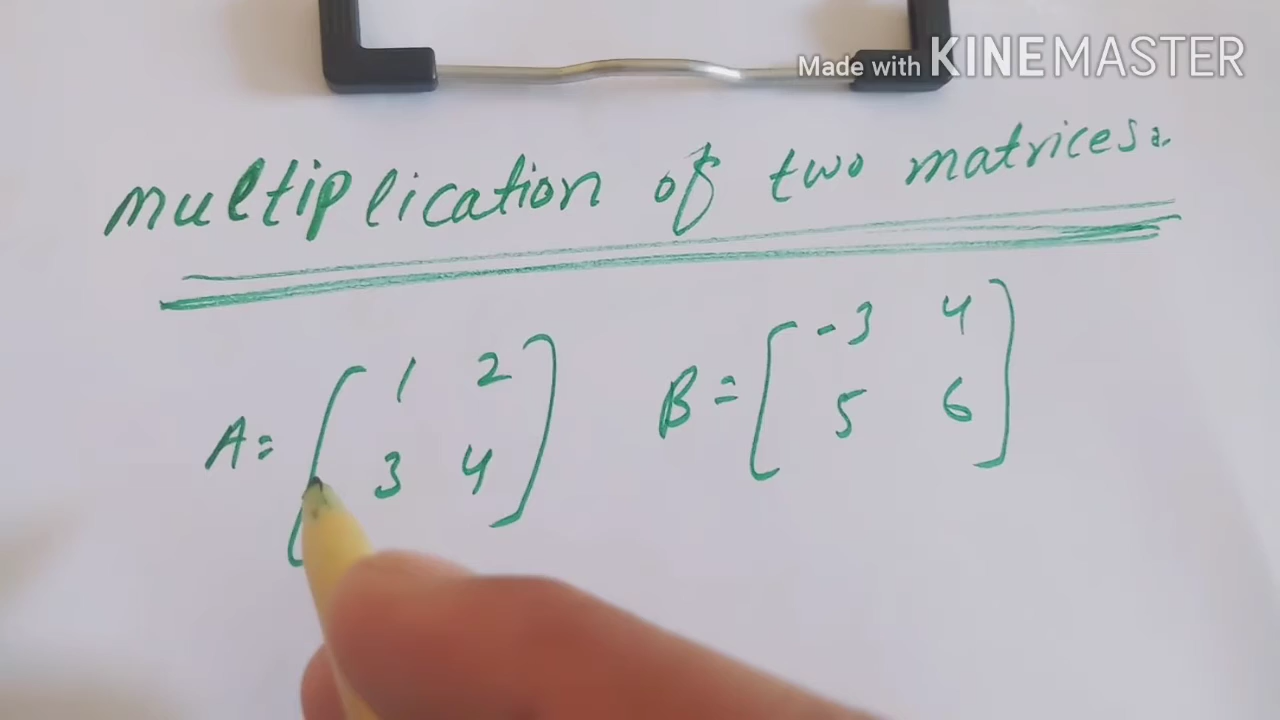 Made with KINEMASTER
multiplication of two matrices:
A = [ 1 2 B = [ -3 4
3 4 ] 5 6 ]